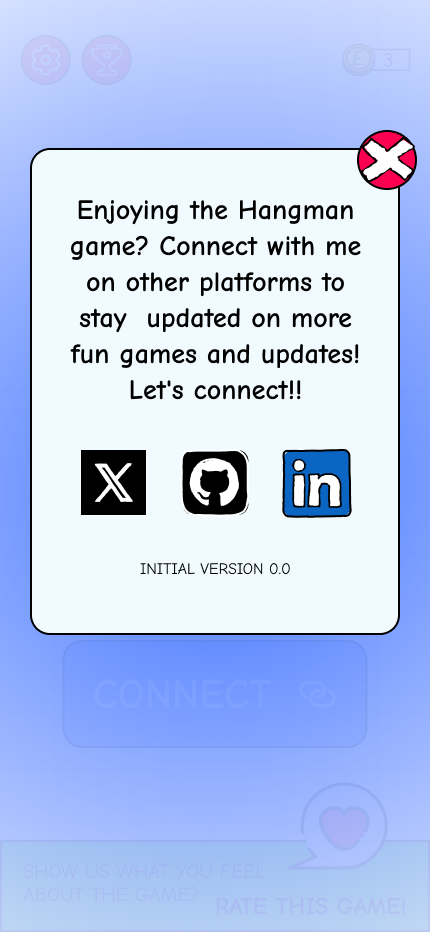 3
Enjoying the Hangman
game? Connect with me
on other platforms to
stay  updated on more
fun games and updates!
Let's connect!!
X
in
INITIAL VERSION 0.0
CONNECT
SHOW US WHAT YOU FEEL
ABOUT THE GAME?
RATE THIS GAME!